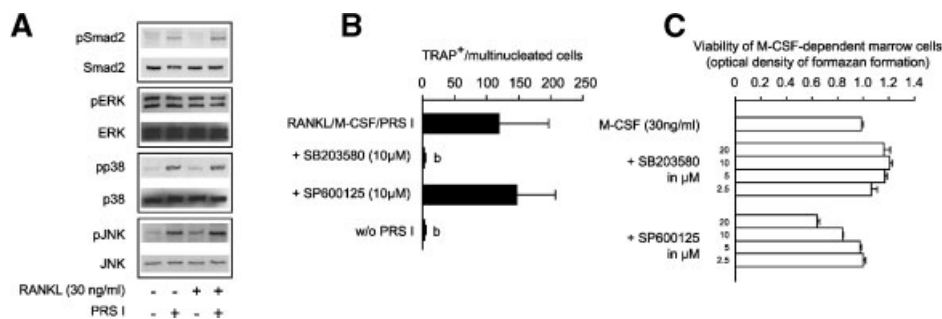 A
pSmad2
Smad2
pERK
ERK
pp38
p38
pJNK
JNK
RANKL (30 ng/ml) - - + +
PRS I - + - +
B
TRAP⁺/multinucleated cells
0 50 100 150 200 250
RANKL/M-CSF/PRS I
+ SB203580 (10µM) b
+ SP600125 (10µM)
w/o PRS I b
C
Viability of M-CSF-dependent marrow cells
(optical density of formazan formation)
0 0.2 0.4 0.6 0.8 1.0 1.2 1.4
M-CSF (30ng/ml)
20
+ SB203580 10
in µM 5
2.5
20
+ SP600125 10
in µM 5
2.5